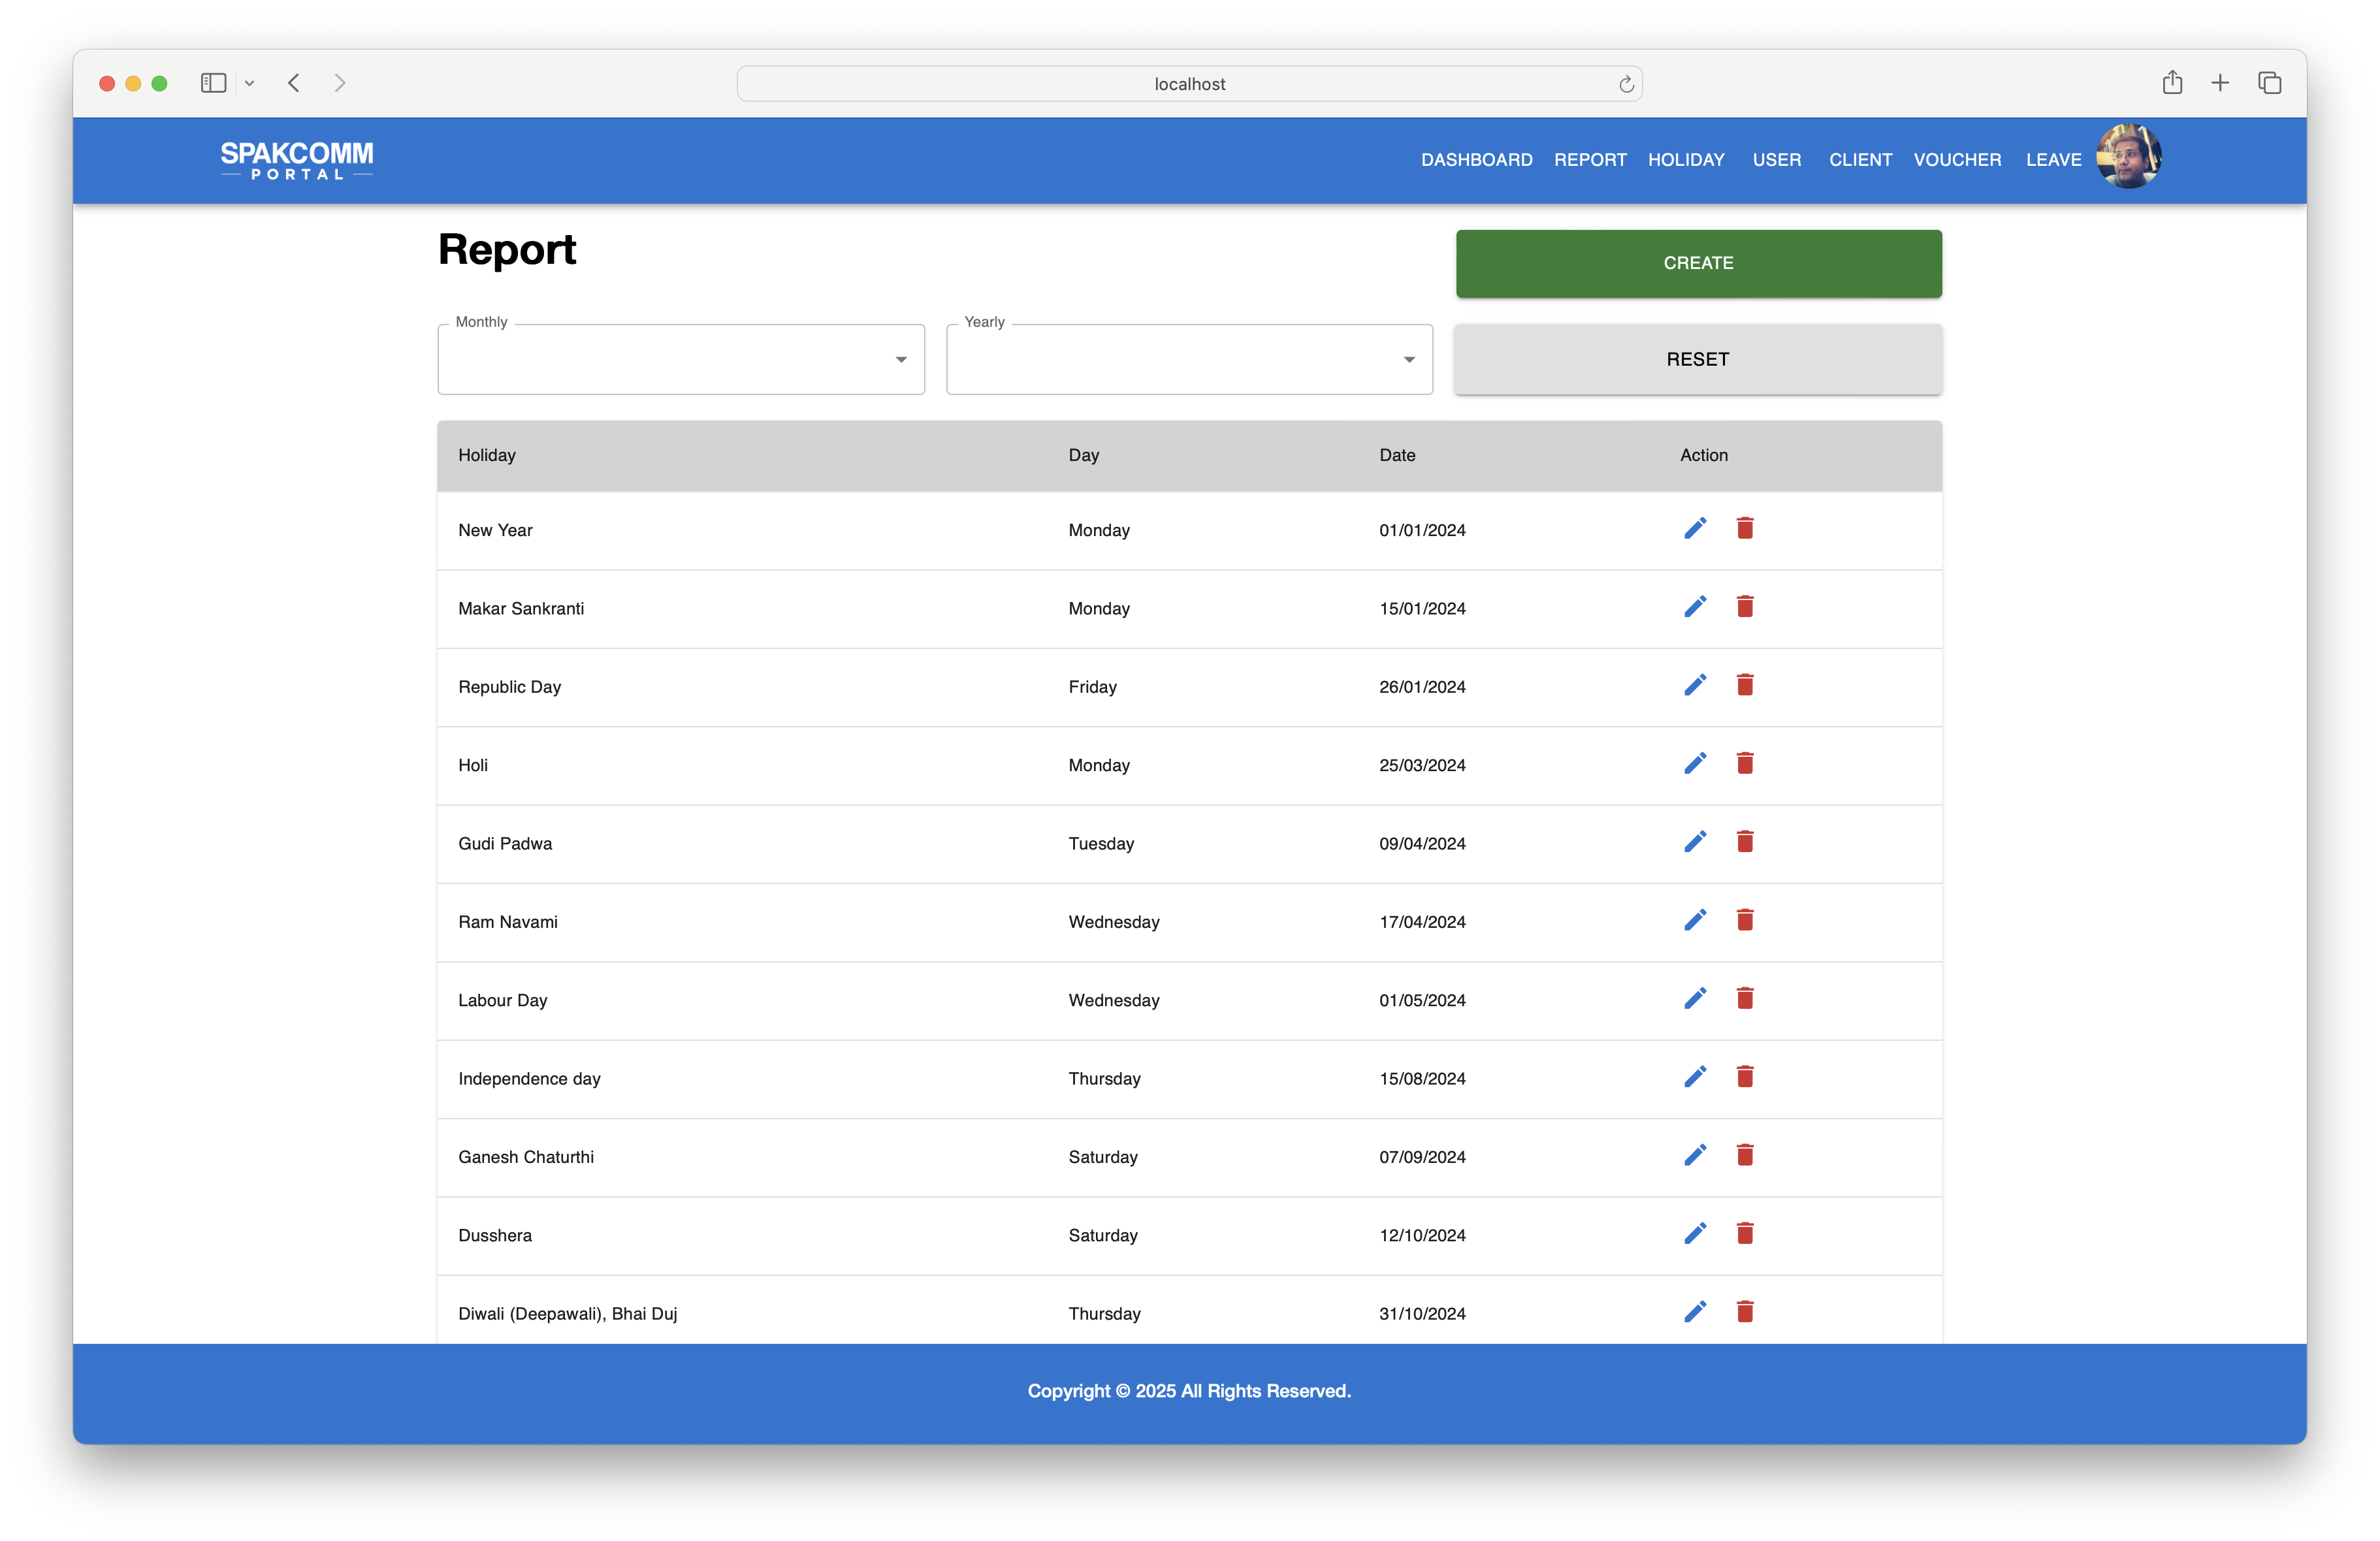 localhost
SPAKCOMM
PORTAL
DASHBOARD REPORT HOLIDAY USER CLIENT VOUCHER LEAVE
Report
CREATE
Monthly Yearly
RESET
Holiday Day Date Action
New Year Monday 01/01/2024
Makar Sankranti Monday 15/01/2024
Republic Day Friday 26/01/2024
Holi Monday 25/03/2024
Gudi Padwa Tuesday 09/04/2024
Ram Navami Wednesday 17/04/2024
Labour Day Wednesday 01/05/2024
Independence day Thursday 15/08/2024
Ganesh Chaturthi Saturday 07/09/2024
Dusshera Saturday 12/10/2024
Diwali (Deepawali), Bhai Duj Thursday 31/10/2024
Copyright © 2025 All Rights Reserved.